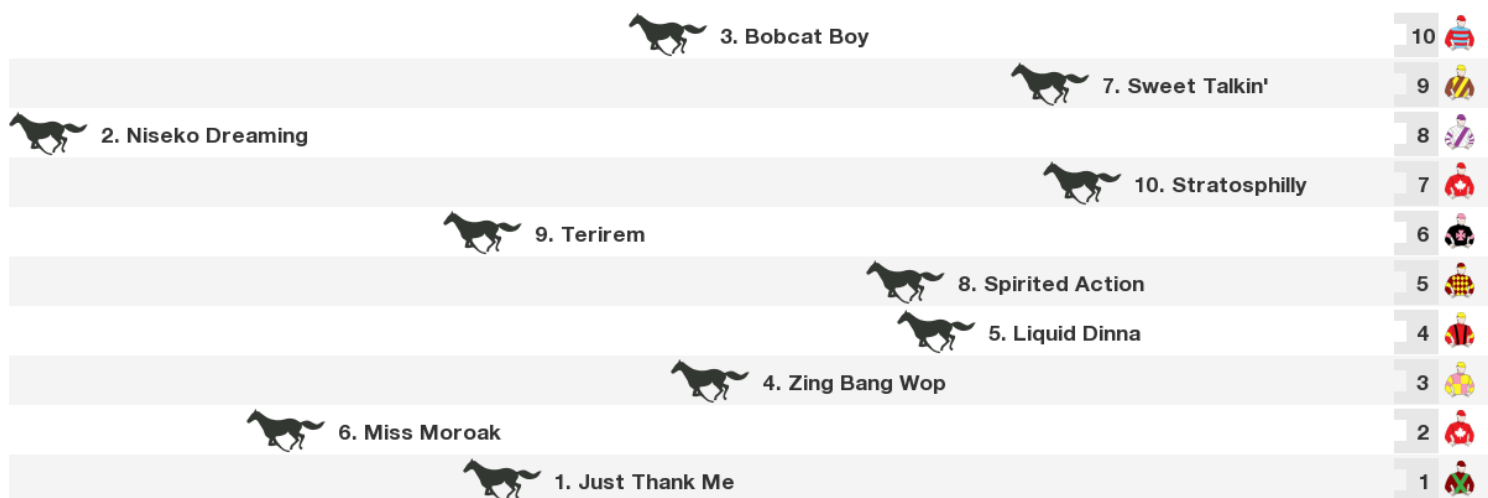 3. Bobcat Boy 10
7. Sweet Talkin' 9
2. Niseko Dreaming 8
10. Stratosphilly 7
9. Terirem 6
8. Spirited Action 5
5. Liquid Dinna 4
4. Zing Bang Wop 3
6. Miss Moroak 2
1. Just Thank Me 1